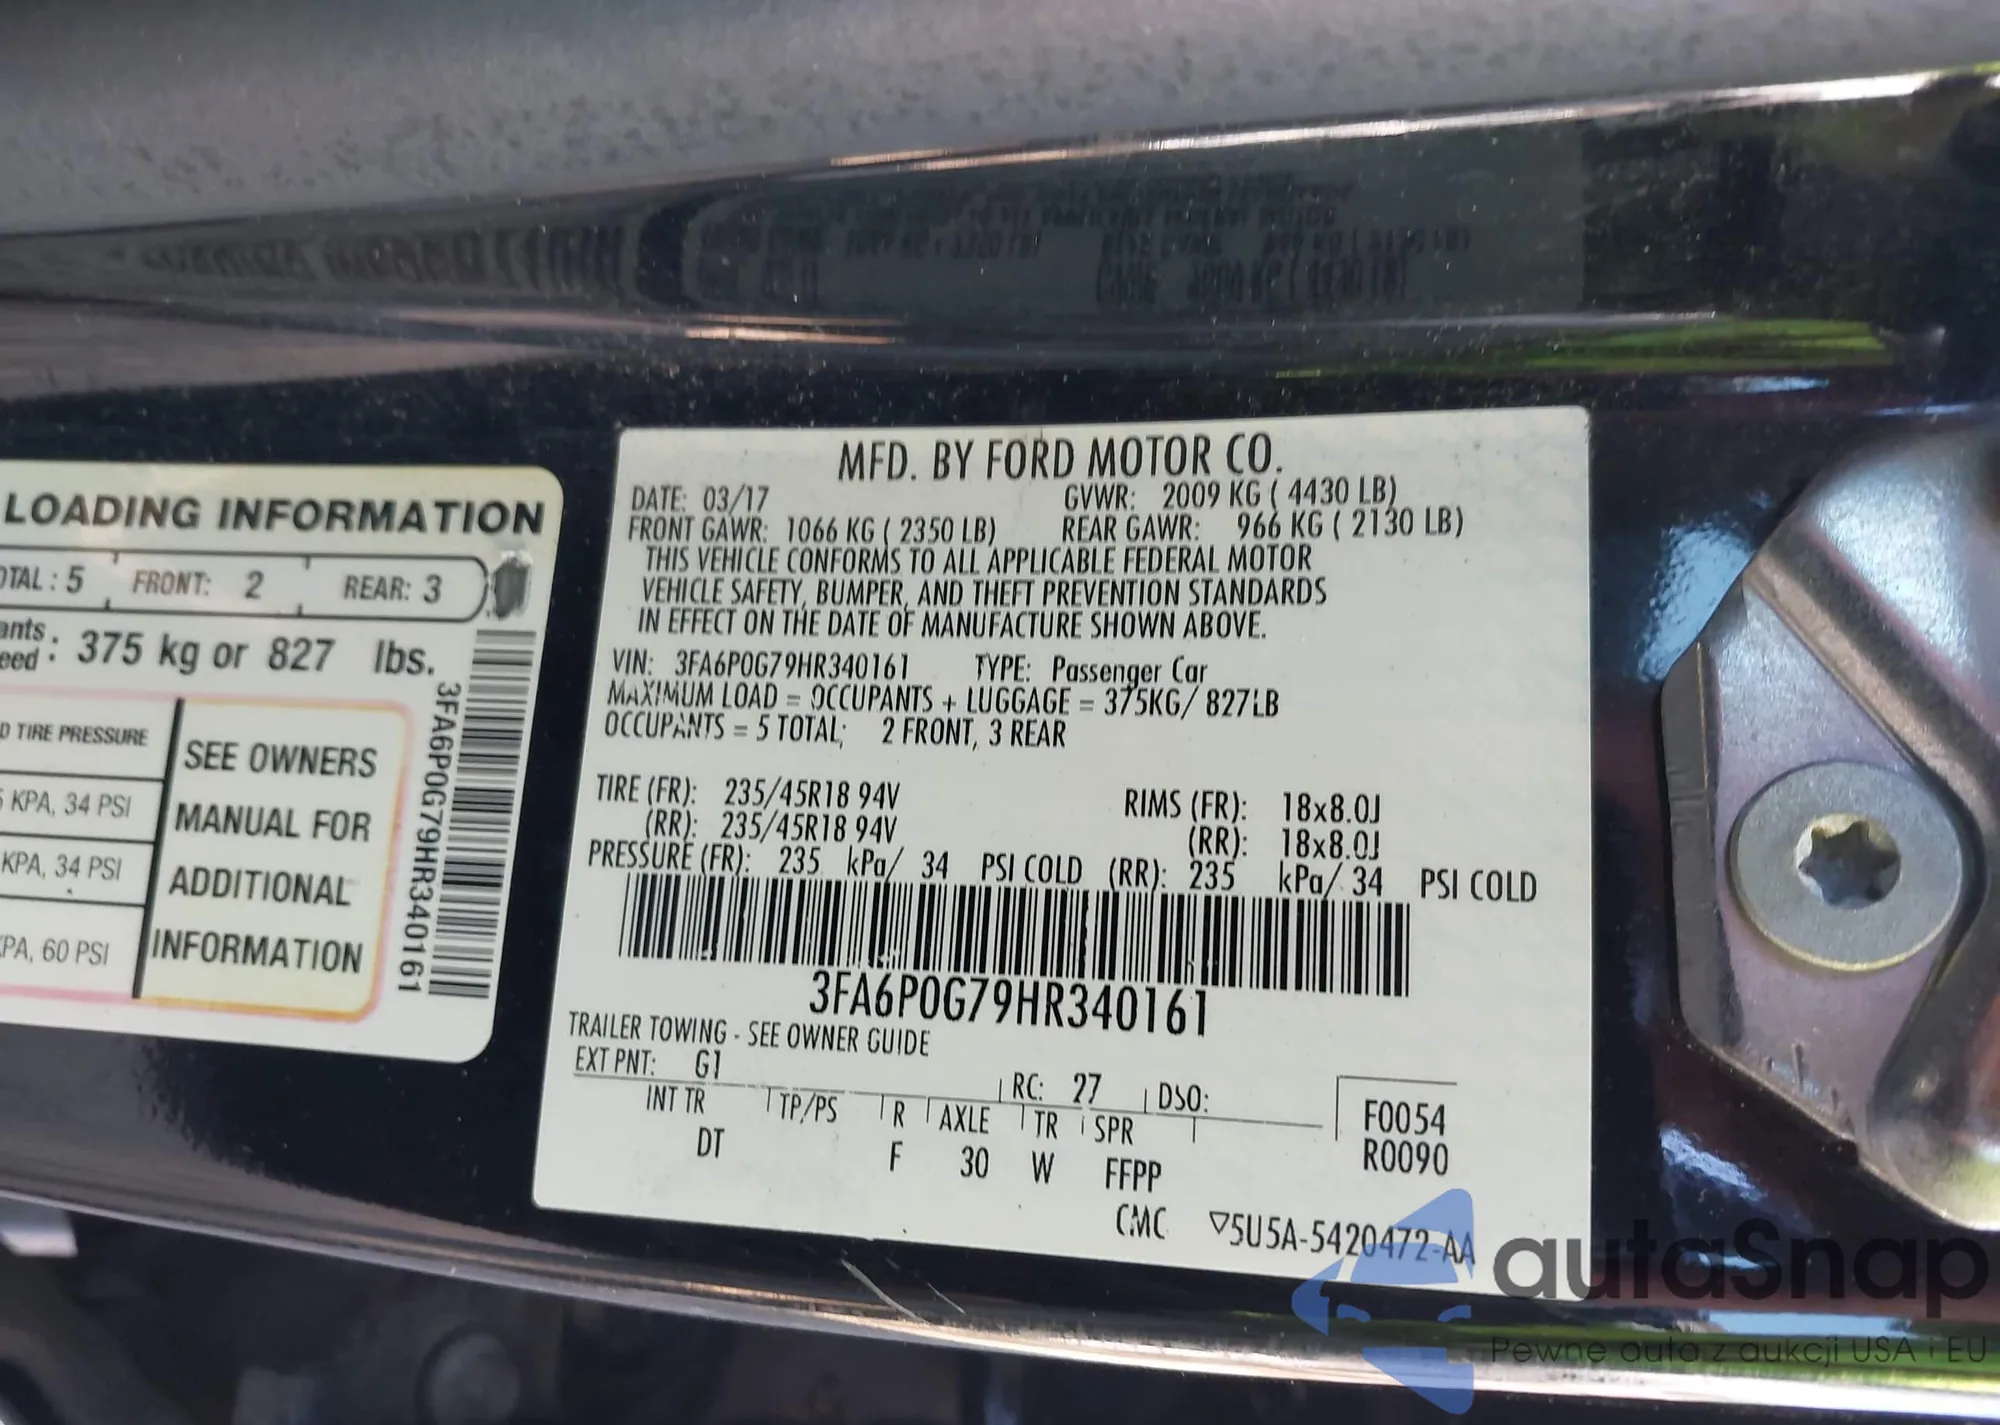 LOADING INFORMATION
OTAL : 5 FRONT: 2 REAR: 3
ants
eed : 375 kg or 827 lbs.
D TIRE PRESSURE
5 KPA, 34 PSI
KPA, 34 PSI
KPA, 60 PSI
SEE OWNERS
MANUAL FOR
ADDITIONAL
INFORMATION
3FA6P0G79HR340161
MFD. BY FORD MOTOR CO.
DATE: 03/17 GVWR: 2009 KG ( 4430 LB)
FRONT GAWR: 1066 KG ( 2350 LB) REAR GAWR: 966 KG ( 2130 LB)
THIS VEHICLE CONFORMS TO ALL APPLICABLE FEDERAL MOTOR
VEHICLE SAFETY, BUMPER, AND THEFT PREVENTION STANDARDS
IN EFFECT ON THE DATE OF MANUFACTURE SHOWN ABOVE.
VIN: 3FA6P0G79HR340161 TYPE: Passenger Car
MAXIMUM LOAD = OCCUPANTS + LUGGAGE = 375KG/ 827LB
OCCUPANTS = 5 TOTAL; 2 FRONT, 3 REAR
TIRE (FR): 235/45R18 94V RIMS (FR): 18x8.0J
(RR): 235/45R18 94V (RR): 18x8.0J
PRESSURE (FR): 235 kPa/ 34 PSI COLD (RR): 235 kPa/ 34 PSI COLD
3FA6P0G79HR340161
TRAILER TOWING - SEE OWNER GUIDE
EXT PNT: G1 RC: 27 DSO:
INT TR TP/PS R AXLE TR SPR F0054
DT F 30 W FFPP R0090
CMC ▽5U5A-5420472-AA
autaSnap
Pewne auta z aukcji USA i EU